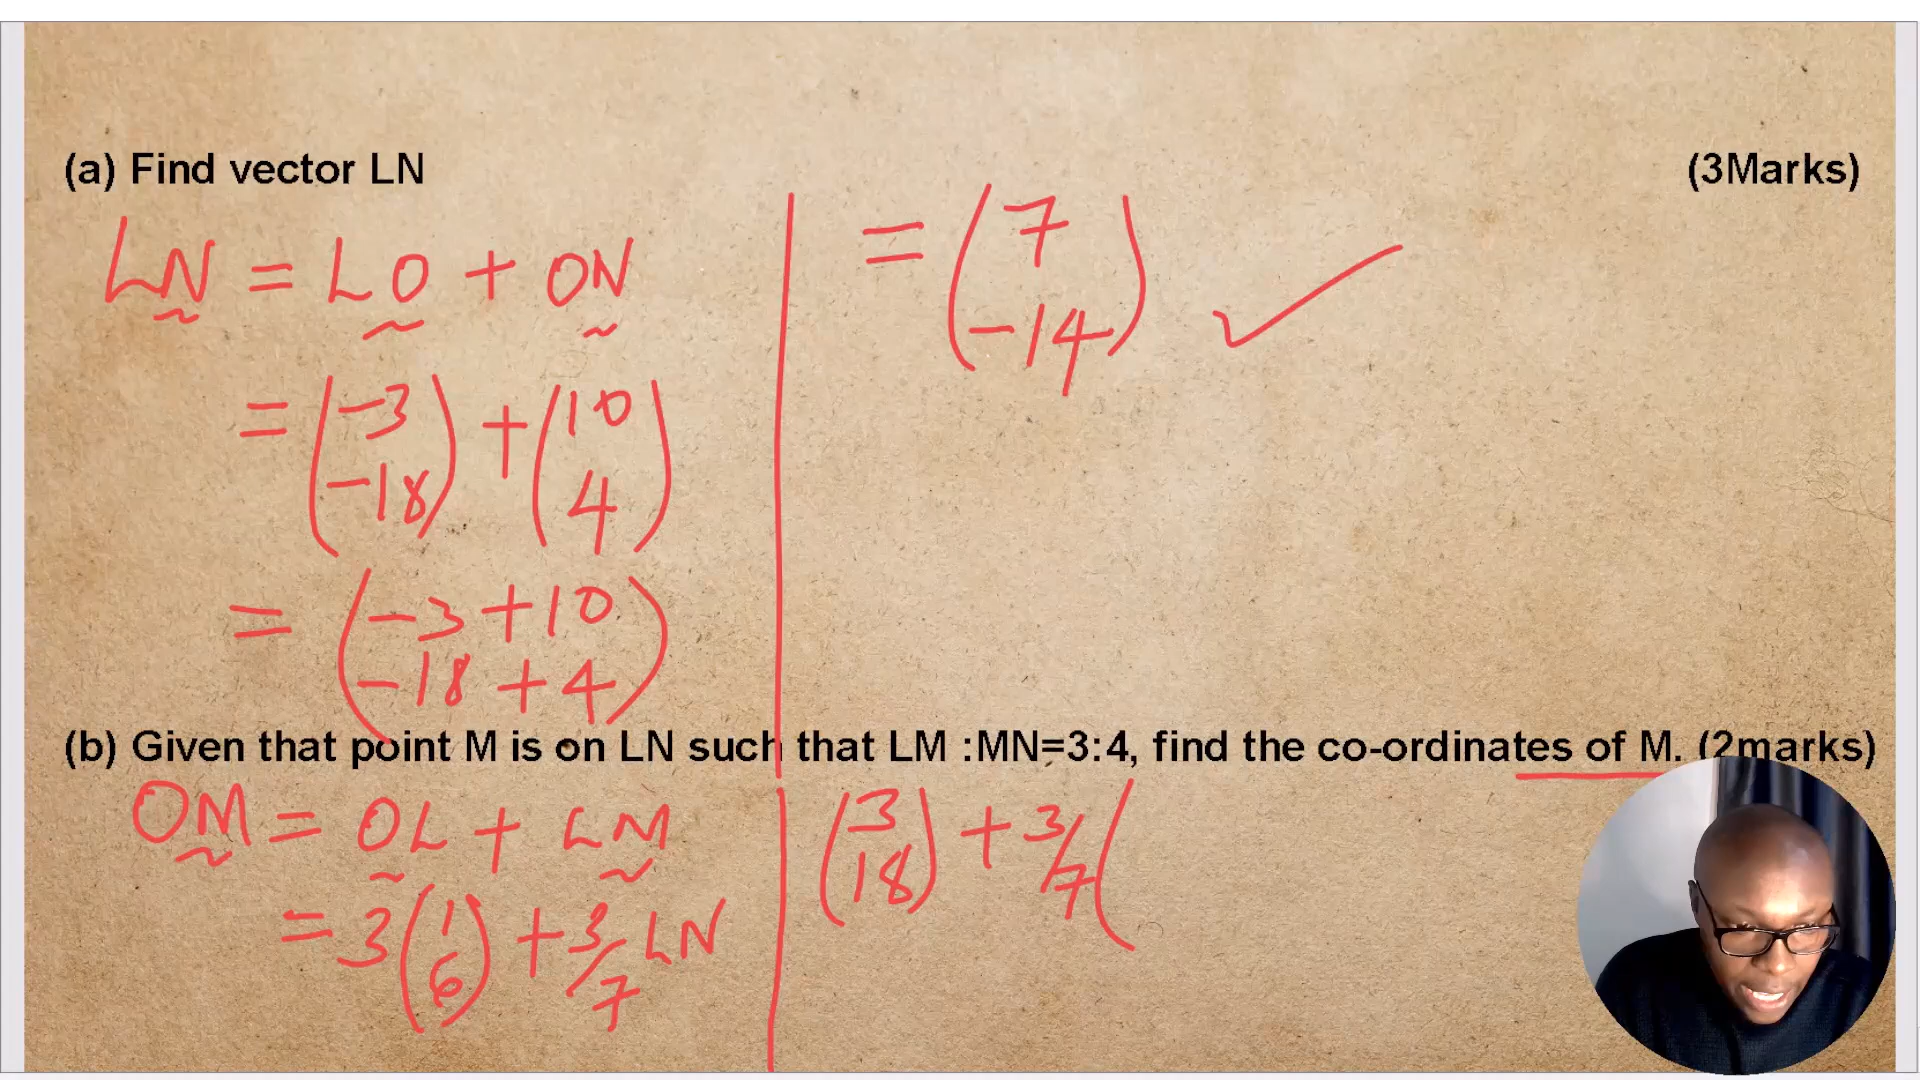 (a) Find vector LN (3Marks)
LN = LO + ON
= (-3 -18) + (10 4)
= (-3 + 10 -18 + 4)
= (7 -14) ✓
(b) Given that point M is on LN such that LM :MN=3:4, find the co-ordinates of M. (2marks)
OM = OL + LM
= 3(1 6) + 3/7 LN
(3 18) + 3/7 (